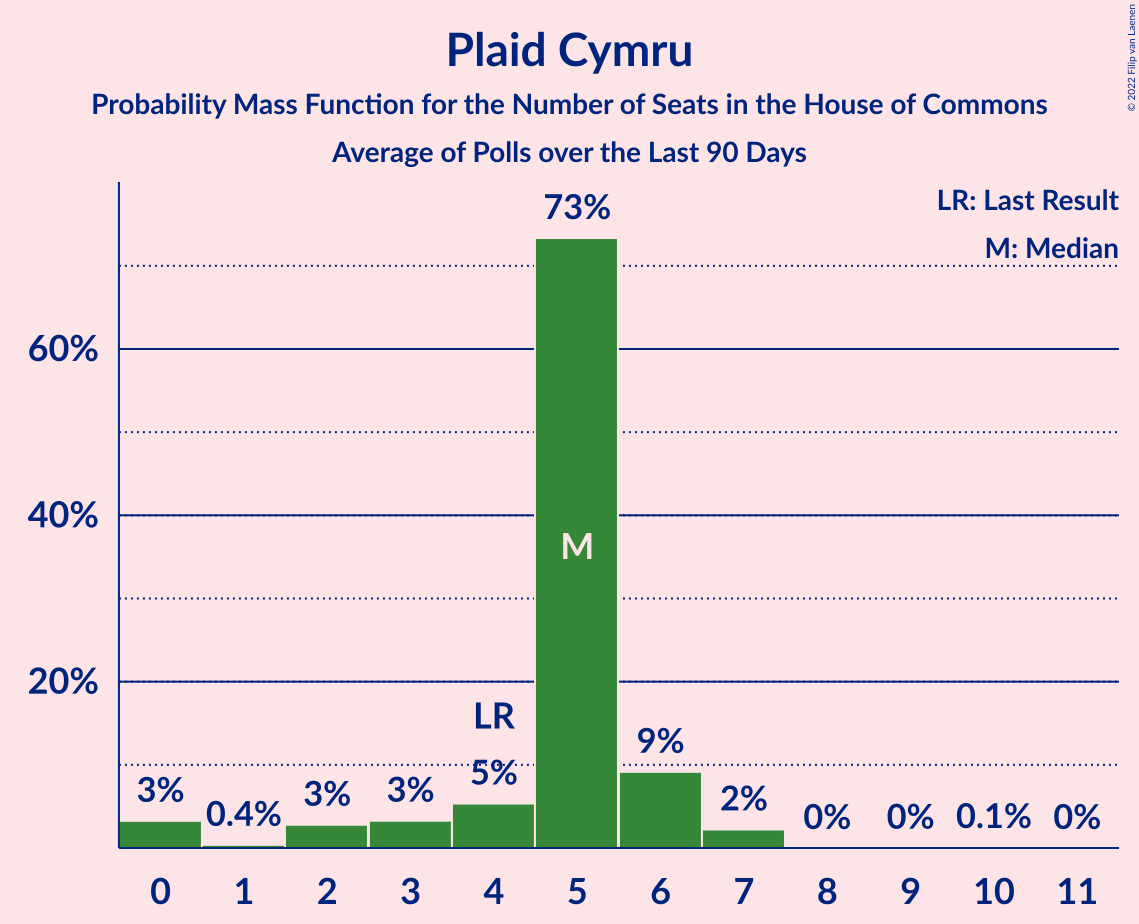 Plaid Cymru
Probability Mass Function for the Number of Seats in the House of Commons
Average of Polls over the Last 90 Days
© 2022 Filip van Laenen
LR: Last Result
M: Median
73%
60%
40%
M
20%
LR
3%
0.4%
3%
3%
5%
9%
2%
0%
0%
0.1%
0%
0 1 2 3 4 5 6 7 8 9 10 11